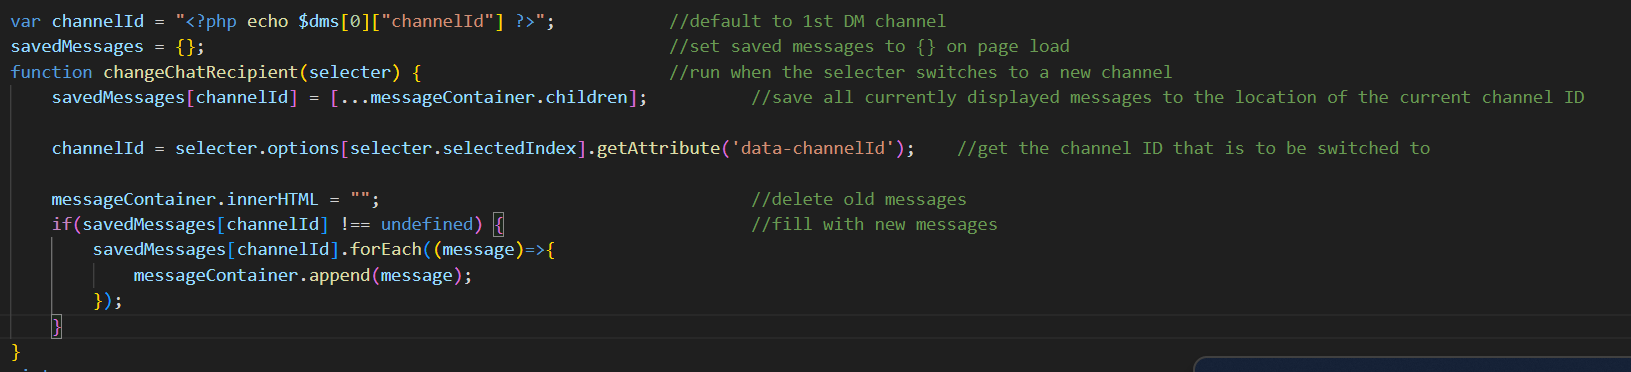 var channelId = "<?php echo $dms[0]["channelId"] ?>"; //default to 1st DM channel
savedMessages = {}; //set saved messages to {} on page load
function changeChatRecipient(selecter) { //run when the selecter switches to a new channel
savedMessages[channelId] = [...messageContainer.children]; //save all currently displayed messages to the location of the current channel ID
channelId = selecter.options[selecter.selectedIndex].getAttribute('data-channelId'); //get the channel ID that is to be switched to
messageContainer.innerHTML = ""; //delete old messages
if(savedMessages[channelId] !== undefined) { //fill with new messages
savedMessages[channelId].forEach((message)=>{
messageContainer.append(message);
});
}
}